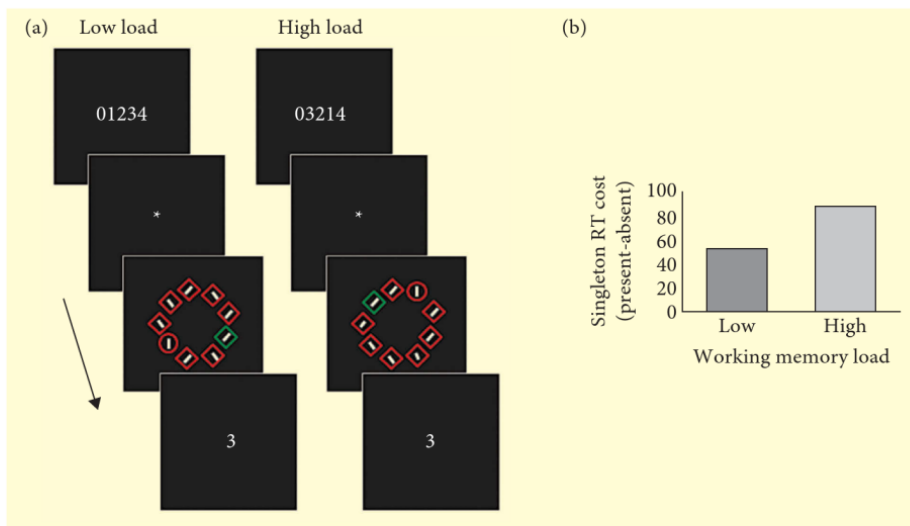 (a)
Low load
High load
01234
03214
*
*
3
3
(b)
Singleton RT cost
(present-absent)
100
80
60
40
20
0
Low
High
Working memory load